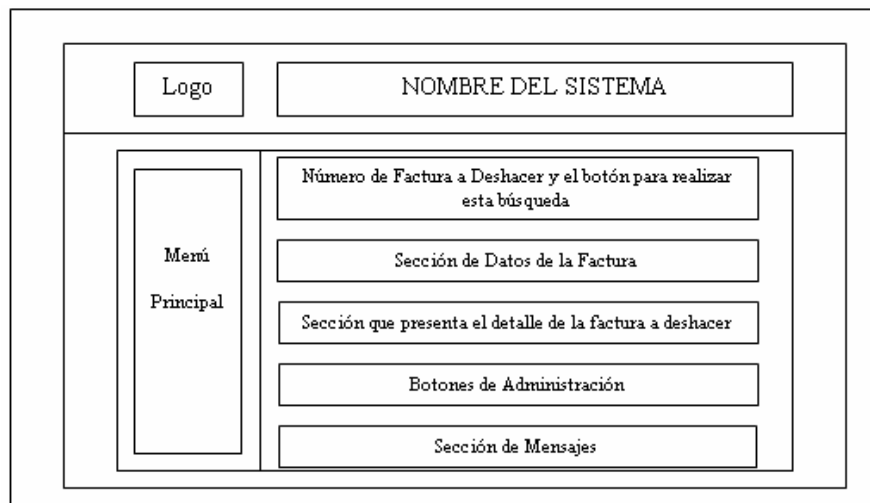 Logo
NOMBRE DEL SISTEMA
Número de Factura a Deshacer y el botón para realizar
esta búsqueda
Menú
Principal
Sección de Datos de la Factura
Sección que presenta el detalle de la factura a deshacer
Botones de Administración
Sección de Mensajes